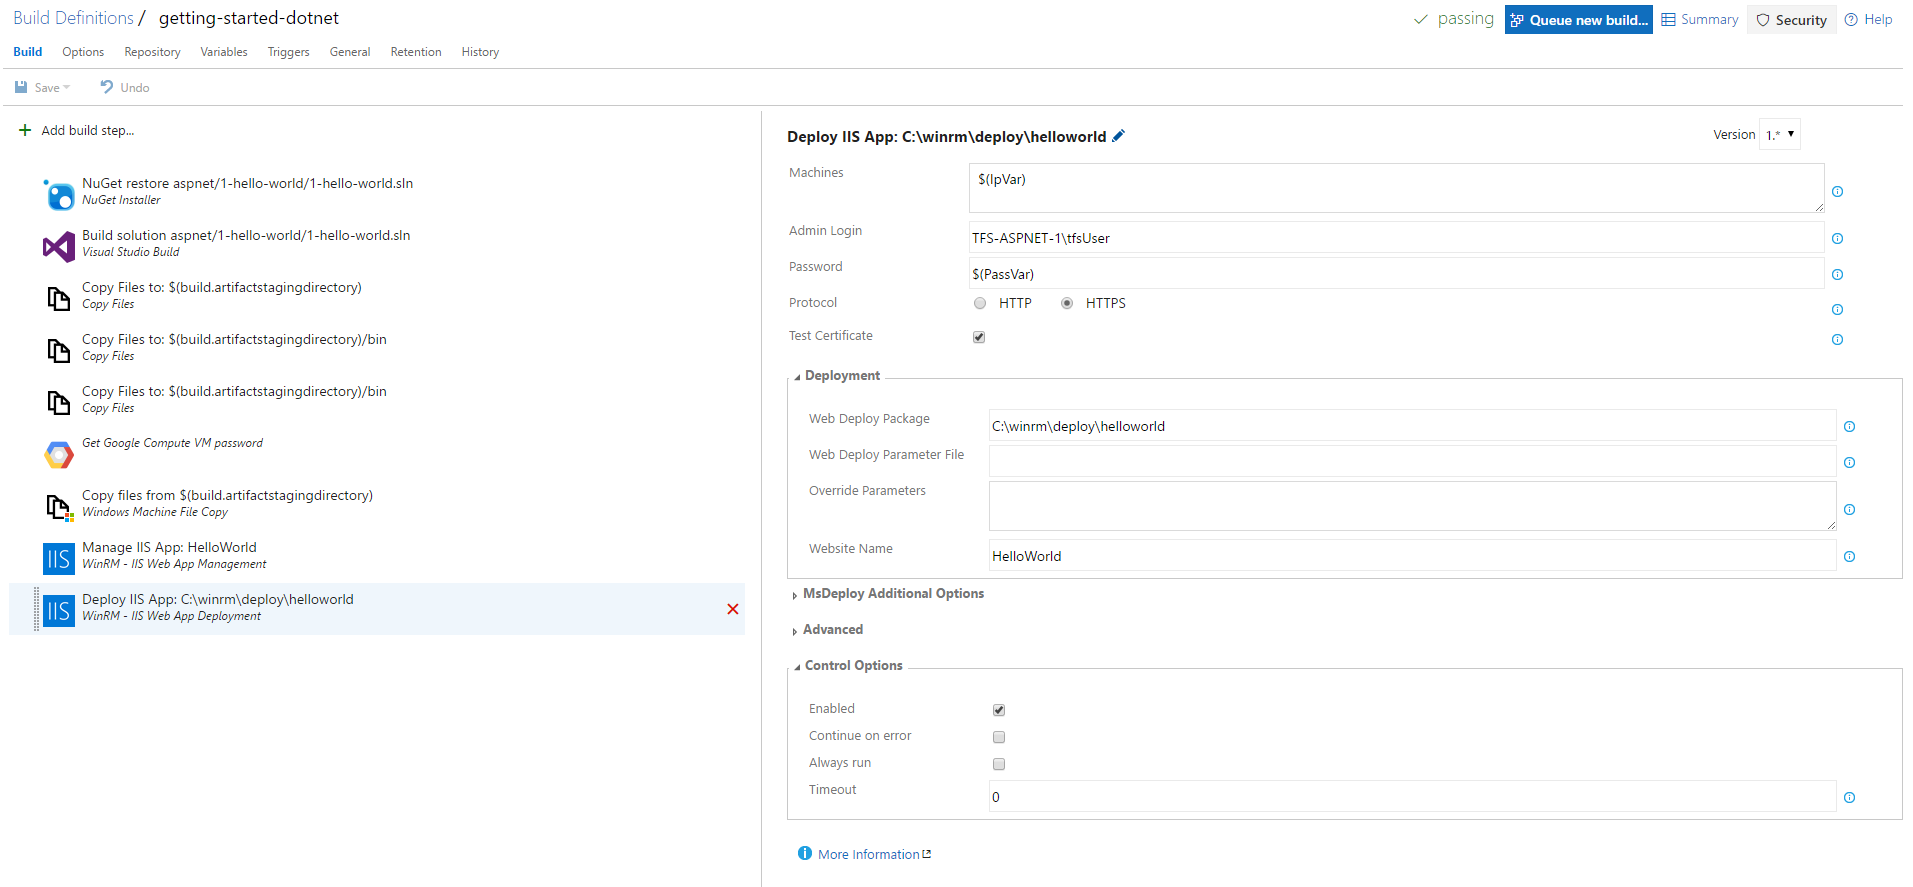 Build Definitions / getting-started-dotnet
passing
Queue new build...
Summary
Security
Help
Build Options Repository Variables Triggers General Retention History
Save Undo
Add build step...
NuGet restore aspnet/1-hello-world/1-hello-world.sln
NuGet Installer
Build solution aspnet/1-hello-world/1-hello-world.sln
Visual Studio Build
Copy Files to: $(build.artifactstagingdirectory)
Copy Files
Copy Files to: $(build.artifactstagingdirectory)/bin
Copy Files
Copy Files to: $(build.artifactstagingdirectory)/bin
Copy Files
Get Google Compute VM password
Copy files from $(build.artifactstagingdirectory)
Windows Machine File Copy
IIS
Manage IIS App: HelloWorld
WinRM - IIS Web App Management
IIS
Deploy IIS App: C:\winrm\deploy\helloworld
WinRM - IIS Web App Deployment
Deploy IIS App: C:\winrm\deploy\helloworld
Version 1.*
Machines $(IpVar)
Admin Login TFS-ASPNET-1\tfsUser
Password $(PassVar)
Protocol HTTP HTTPS
Test Certificate
Deployment
Web Deploy Package C:\winrm\deploy\helloworld
Web Deploy Parameter File
Override Parameters
Website Name HelloWorld
MsDeploy Additional Options
Advanced
Control Options
Enabled
Continue on error
Always run
Timeout 0
More Information